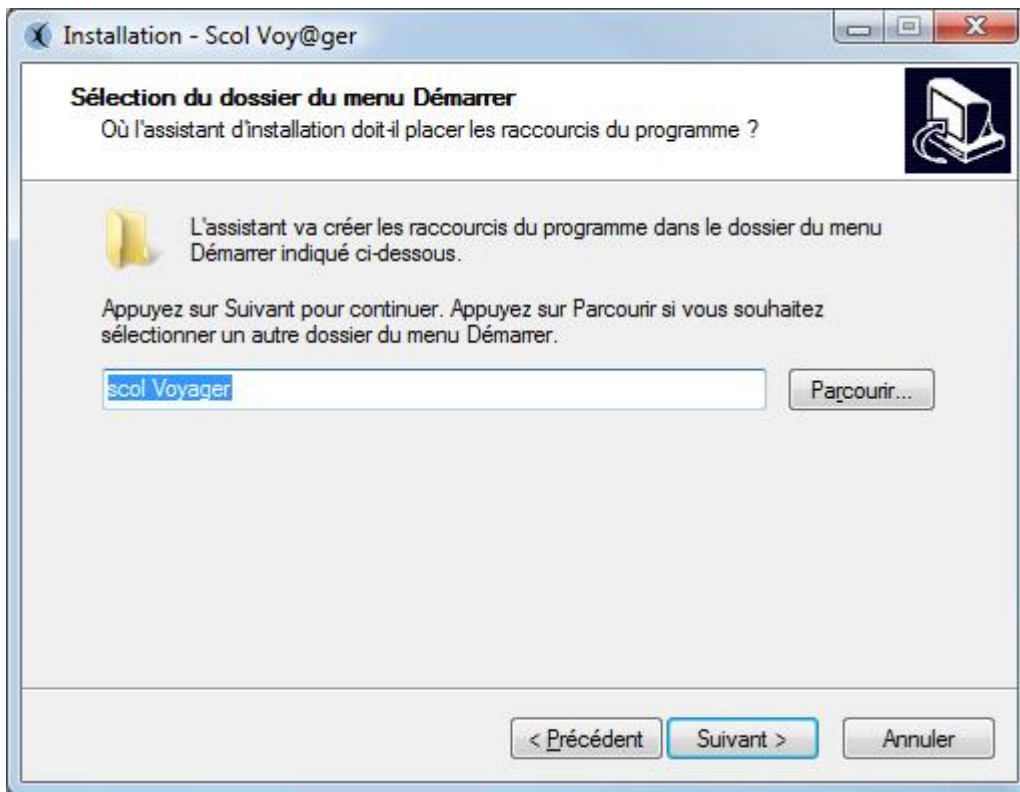 Installation - Scol Voy@ger
Sélection du dossier du menu Démarrer
Où l'assistant d'installation doit-il placer les raccourcis du programme ?
L'assistant va créer les raccourcis du programme dans le dossier du menu
Démarrer indiqué ci-dessous.
Appuyez sur Suivant pour continuer. Appuyez sur Parcourir si vous souhaitez
sélectionner un autre dossier du menu Démarrer.
scol Voyager
Parcourir...
< Précédent
Suivant >
Annuler